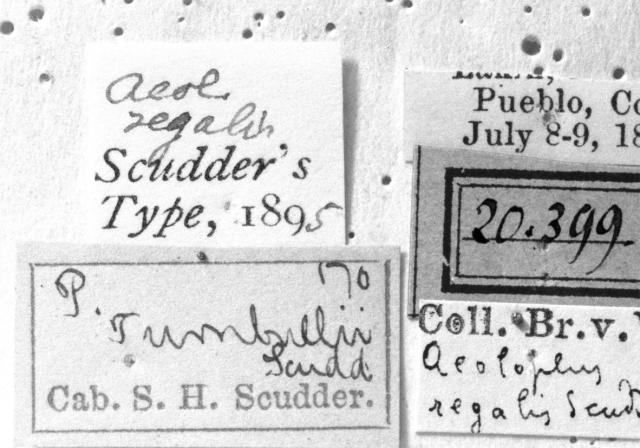 Aeol.
regalis
Scudder's
Type, 1895
P. 170
Turnbullii
Scudd
Cab. S. H. Scudder.
Pueblo, Co
July 8-9, 18
20.399
Coll. Br. v.
Aeoloplus
regalis Scudd